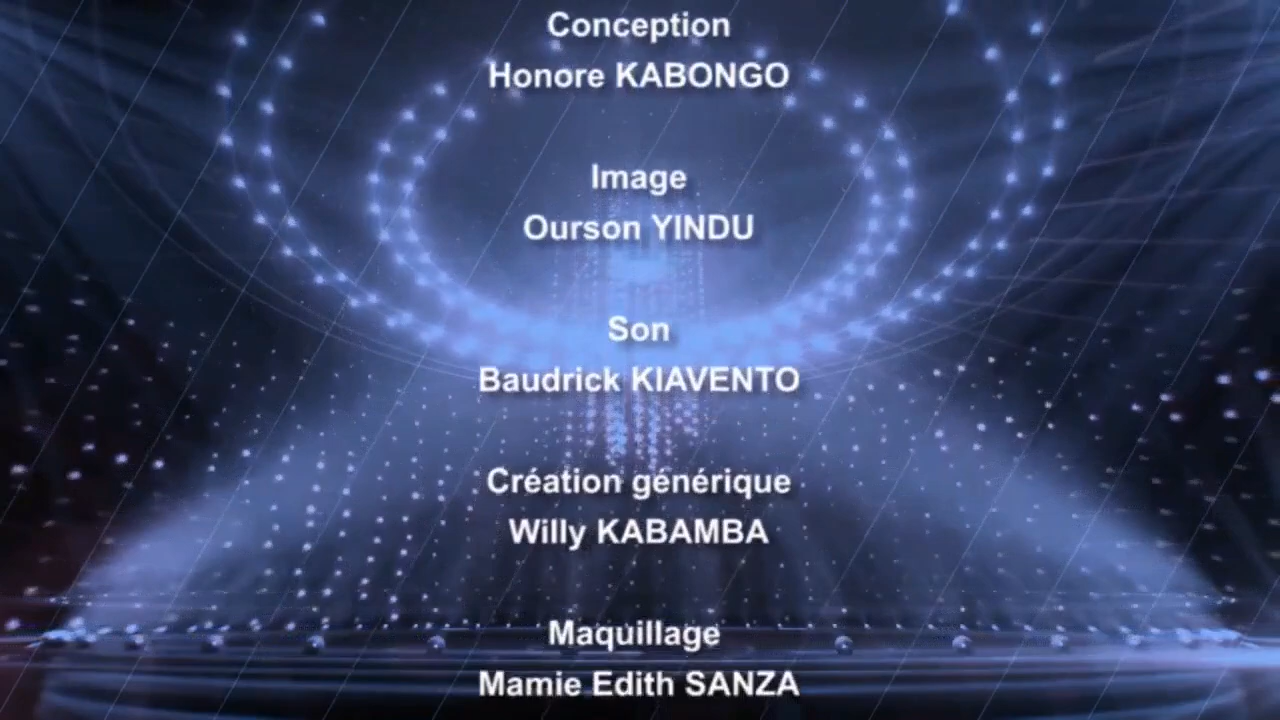 Conception
Honore KABONGO
Image
Ourson YINDU
Son
Baudrick KIAVENTO
Création générique
Willy KABAMBA
Maquillage
Mamie Edith SANZA